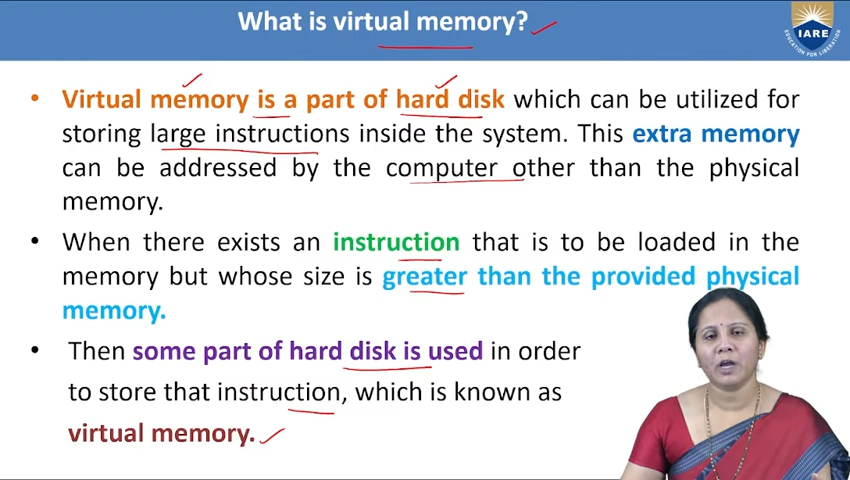 What is virtual memory?
IARE
EDUCATION FOR LIBERATION
• Virtual memory is a part of hard disk which can be utilized for
storing large instructions inside the system. This extra memory
can be addressed by the computer other than the physical
memory.
• When there exists an instruction that is to be loaded in the
memory but whose size is greater than the provided physical
memory.
• Then some part of hard disk is used in order
to store that instruction, which is known as
virtual memory.